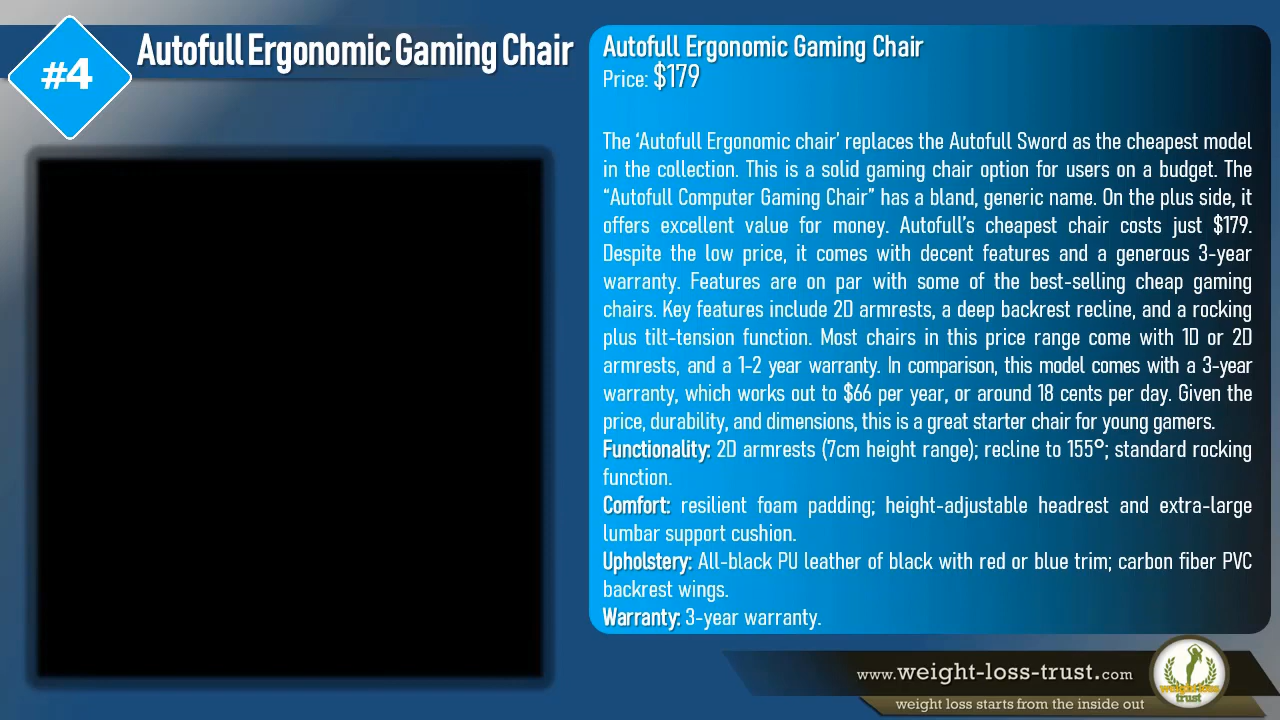 #4
Autofull Ergonomic Gaming Chair
Autofull Ergonomic Gaming Chair
Price: $179
The ‘Autofull Ergonomic chair’ replaces the Autofull Sword as the cheapest model
in the collection. This is a solid gaming chair option for users on a budget. The
“Autofull Computer Gaming Chair” has a bland, generic name. On the plus side, it
offers excellent value for money. Autofull’s cheapest chair costs just $179.
Despite the low price, it comes with decent features and a generous 3-year
warranty. Features are on par with some of the best-selling cheap gaming
chairs. Key features include 2D armrests, a deep backrest recline, and a rocking
plus tilt-tension function. Most chairs in this price range come with 1D or 2D
armrests, and a 1-2 year warranty. In comparison, this model comes with a 3-year
warranty, which works out to $66 per year, or around 18 cents per day. Given the
price, durability, and dimensions, this is a great starter chair for young gamers.
Functionality: 2D armrests (7cm height range); recline to 155°; standard rocking
function.
Comfort: resilient foam padding; height-adjustable headrest and extra-large
lumbar support cushion.
Upholstery: All-black PU leather of black with red or blue trim; carbon fiber PVC
backrest wings.
Warranty: 3-year warranty.
www.weight-loss-trust.com
weight loss starts from the inside out
weight loss
trust